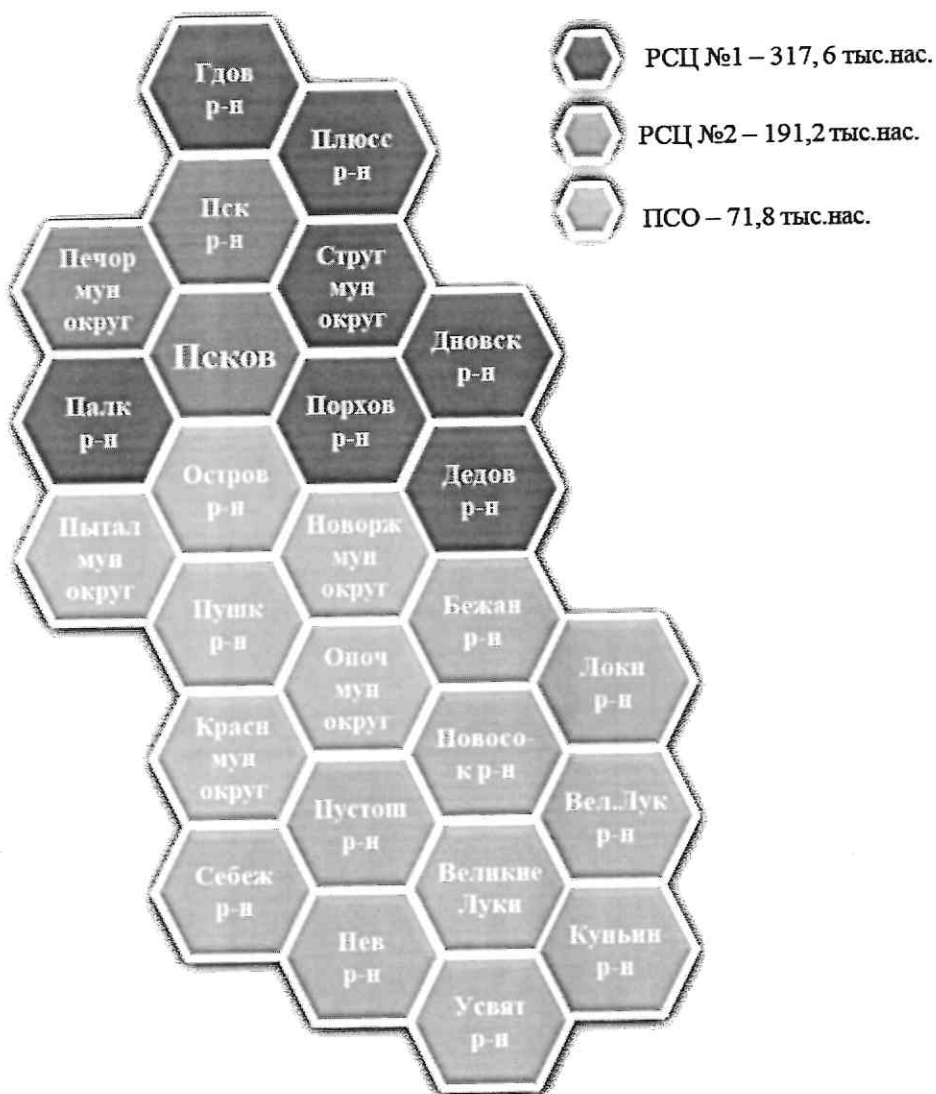 Гдов
р-н
Плюсс
р-н
Пск
р-н
Печор
мун
округ
Струг
мун
округ
Псков
Дновск
р-н
Палк
р-н
Порхов
р-н
Остров
р-н
Дедов
р-н
Пытал
мун
округ
Новорж
мун
округ
Пушк
р-н
Бежан
р-н
Опоч
мун
округ
Локн
р-н
Красн
мун
округ
Новосо-
к р-н
Пустош
р-н
Вел.Лук
р-н
Себеж
р-н
Великие
Луки
Нев
р-н
Куньин
р-н
Усвят
р-н
РСЦ №1 – 317,6 тыс.нас.
РСЦ №2 – 191,2 тыс.нас.
ПСО – 71,8 тыс.нас.